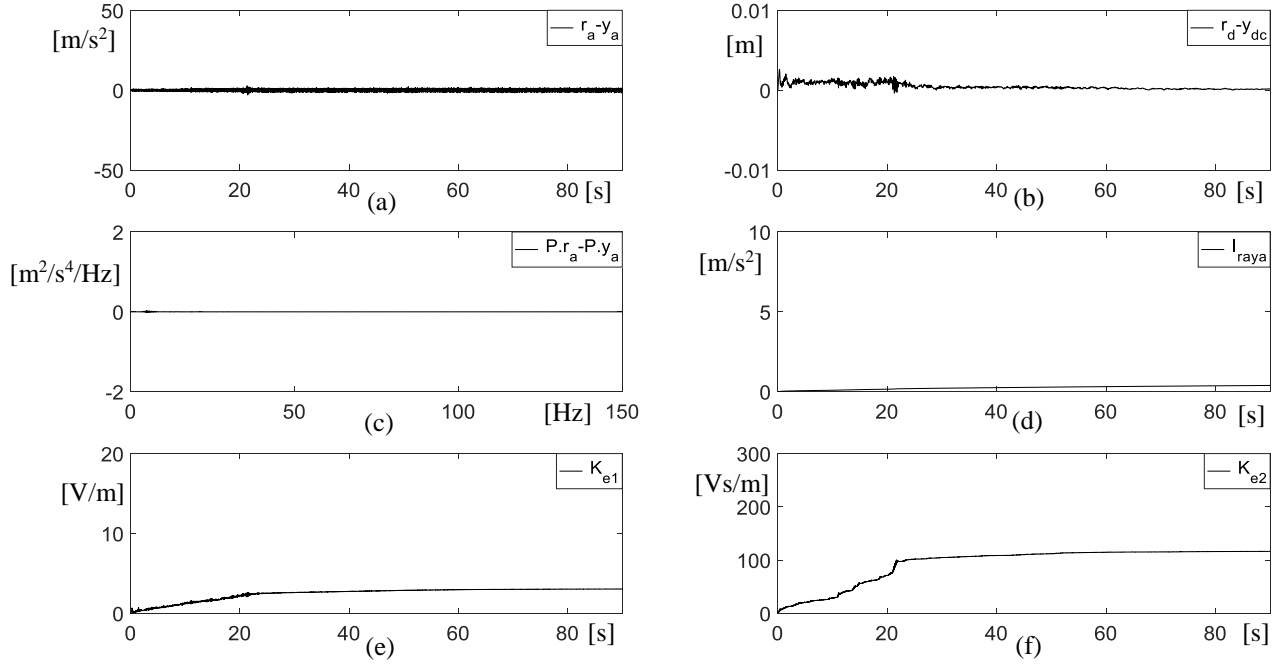 50
[m/s2]
0
-50
r_a-y_a
0 20 40 60 80 [s]
(a)
0.01
[m]
0
-0.01
r_d-y_dc
0 20 40 60 80 [s]
(b)
2
[m2/s4/Hz]
0
-2
P.r_a-P.y_a
0 50 100 [Hz] 150
(c)
10
[m/s2]
5
0
I_raya
0 20 40 60 80 [s]
(d)
20
[V/m]
10
0
K_e1
0 20 40 60 80 [s]
(e)
300
[Vs/m]
200
100
0
K_e2
0 20 40 60 80 [s]
(f)